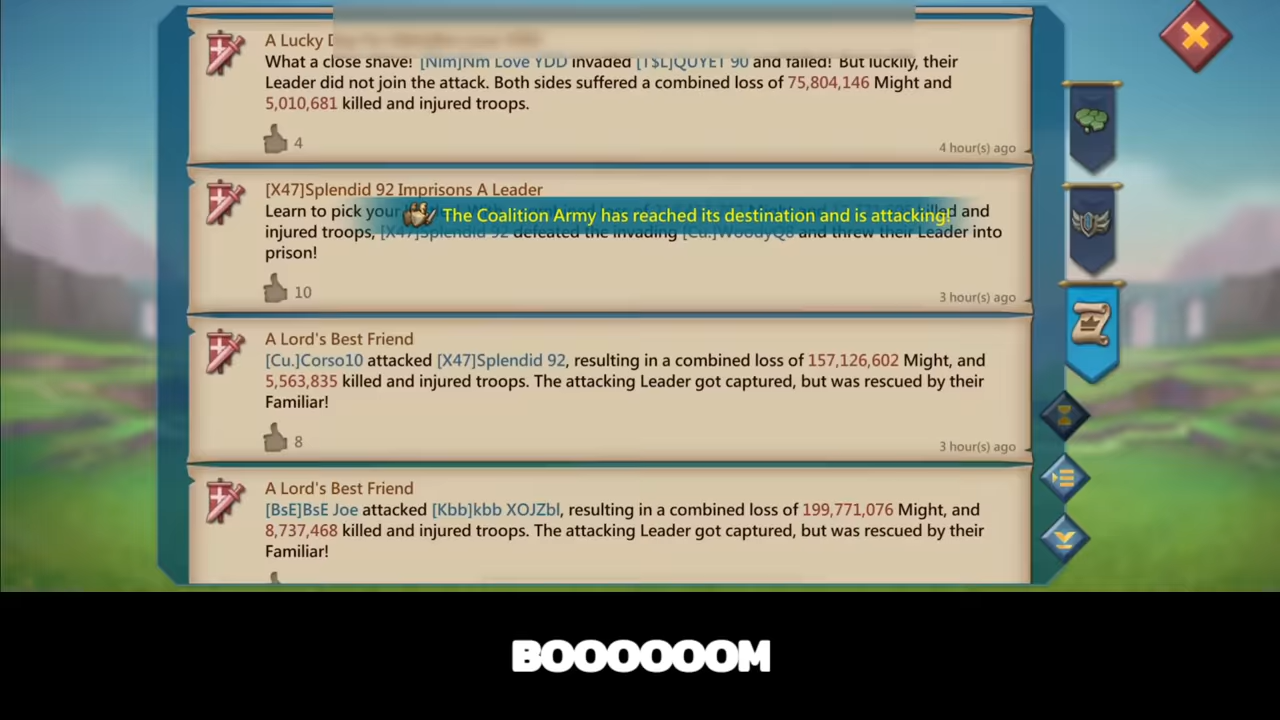 A Lucky
What a close shave! [Nlm]Nm Love YDD invaded [T$L]QUYET 90 and failed! But luckily, their
Leader did not join the attack. Both sides suffered a combined loss of 75,804,146 Might and
5,010,681 killed and injured troops.
4
4 hour(s) ago
[X47]Splendid 92 Imprisons A Leader
Learn to pick your killed and
The Coalition Army has reached its destination and is attacking!
injured troops, [X47]Splendid 92 defeated the invading [Cu.]WoodyQ8 and threw their Leader into
prison!
10
3 hour(s) ago
A Lord's Best Friend
[Cu.]Corso10 attacked [X47]Splendid 92, resulting in a combined loss of 157,126,602 Might, and
5,563,835 killed and injured troops. The attacking Leader got captured, but was rescued by their
Familiar!
8
3 hour(s) ago
A Lord's Best Friend
[BsE]BsE Joe attacked [Kbb]kbb XOJZbl, resulting in a combined loss of 199,771,076 Might, and
8,737,468 killed and injured troops. The attacking Leader got captured, but was rescued by their
Familiar!
BOOOOOOM